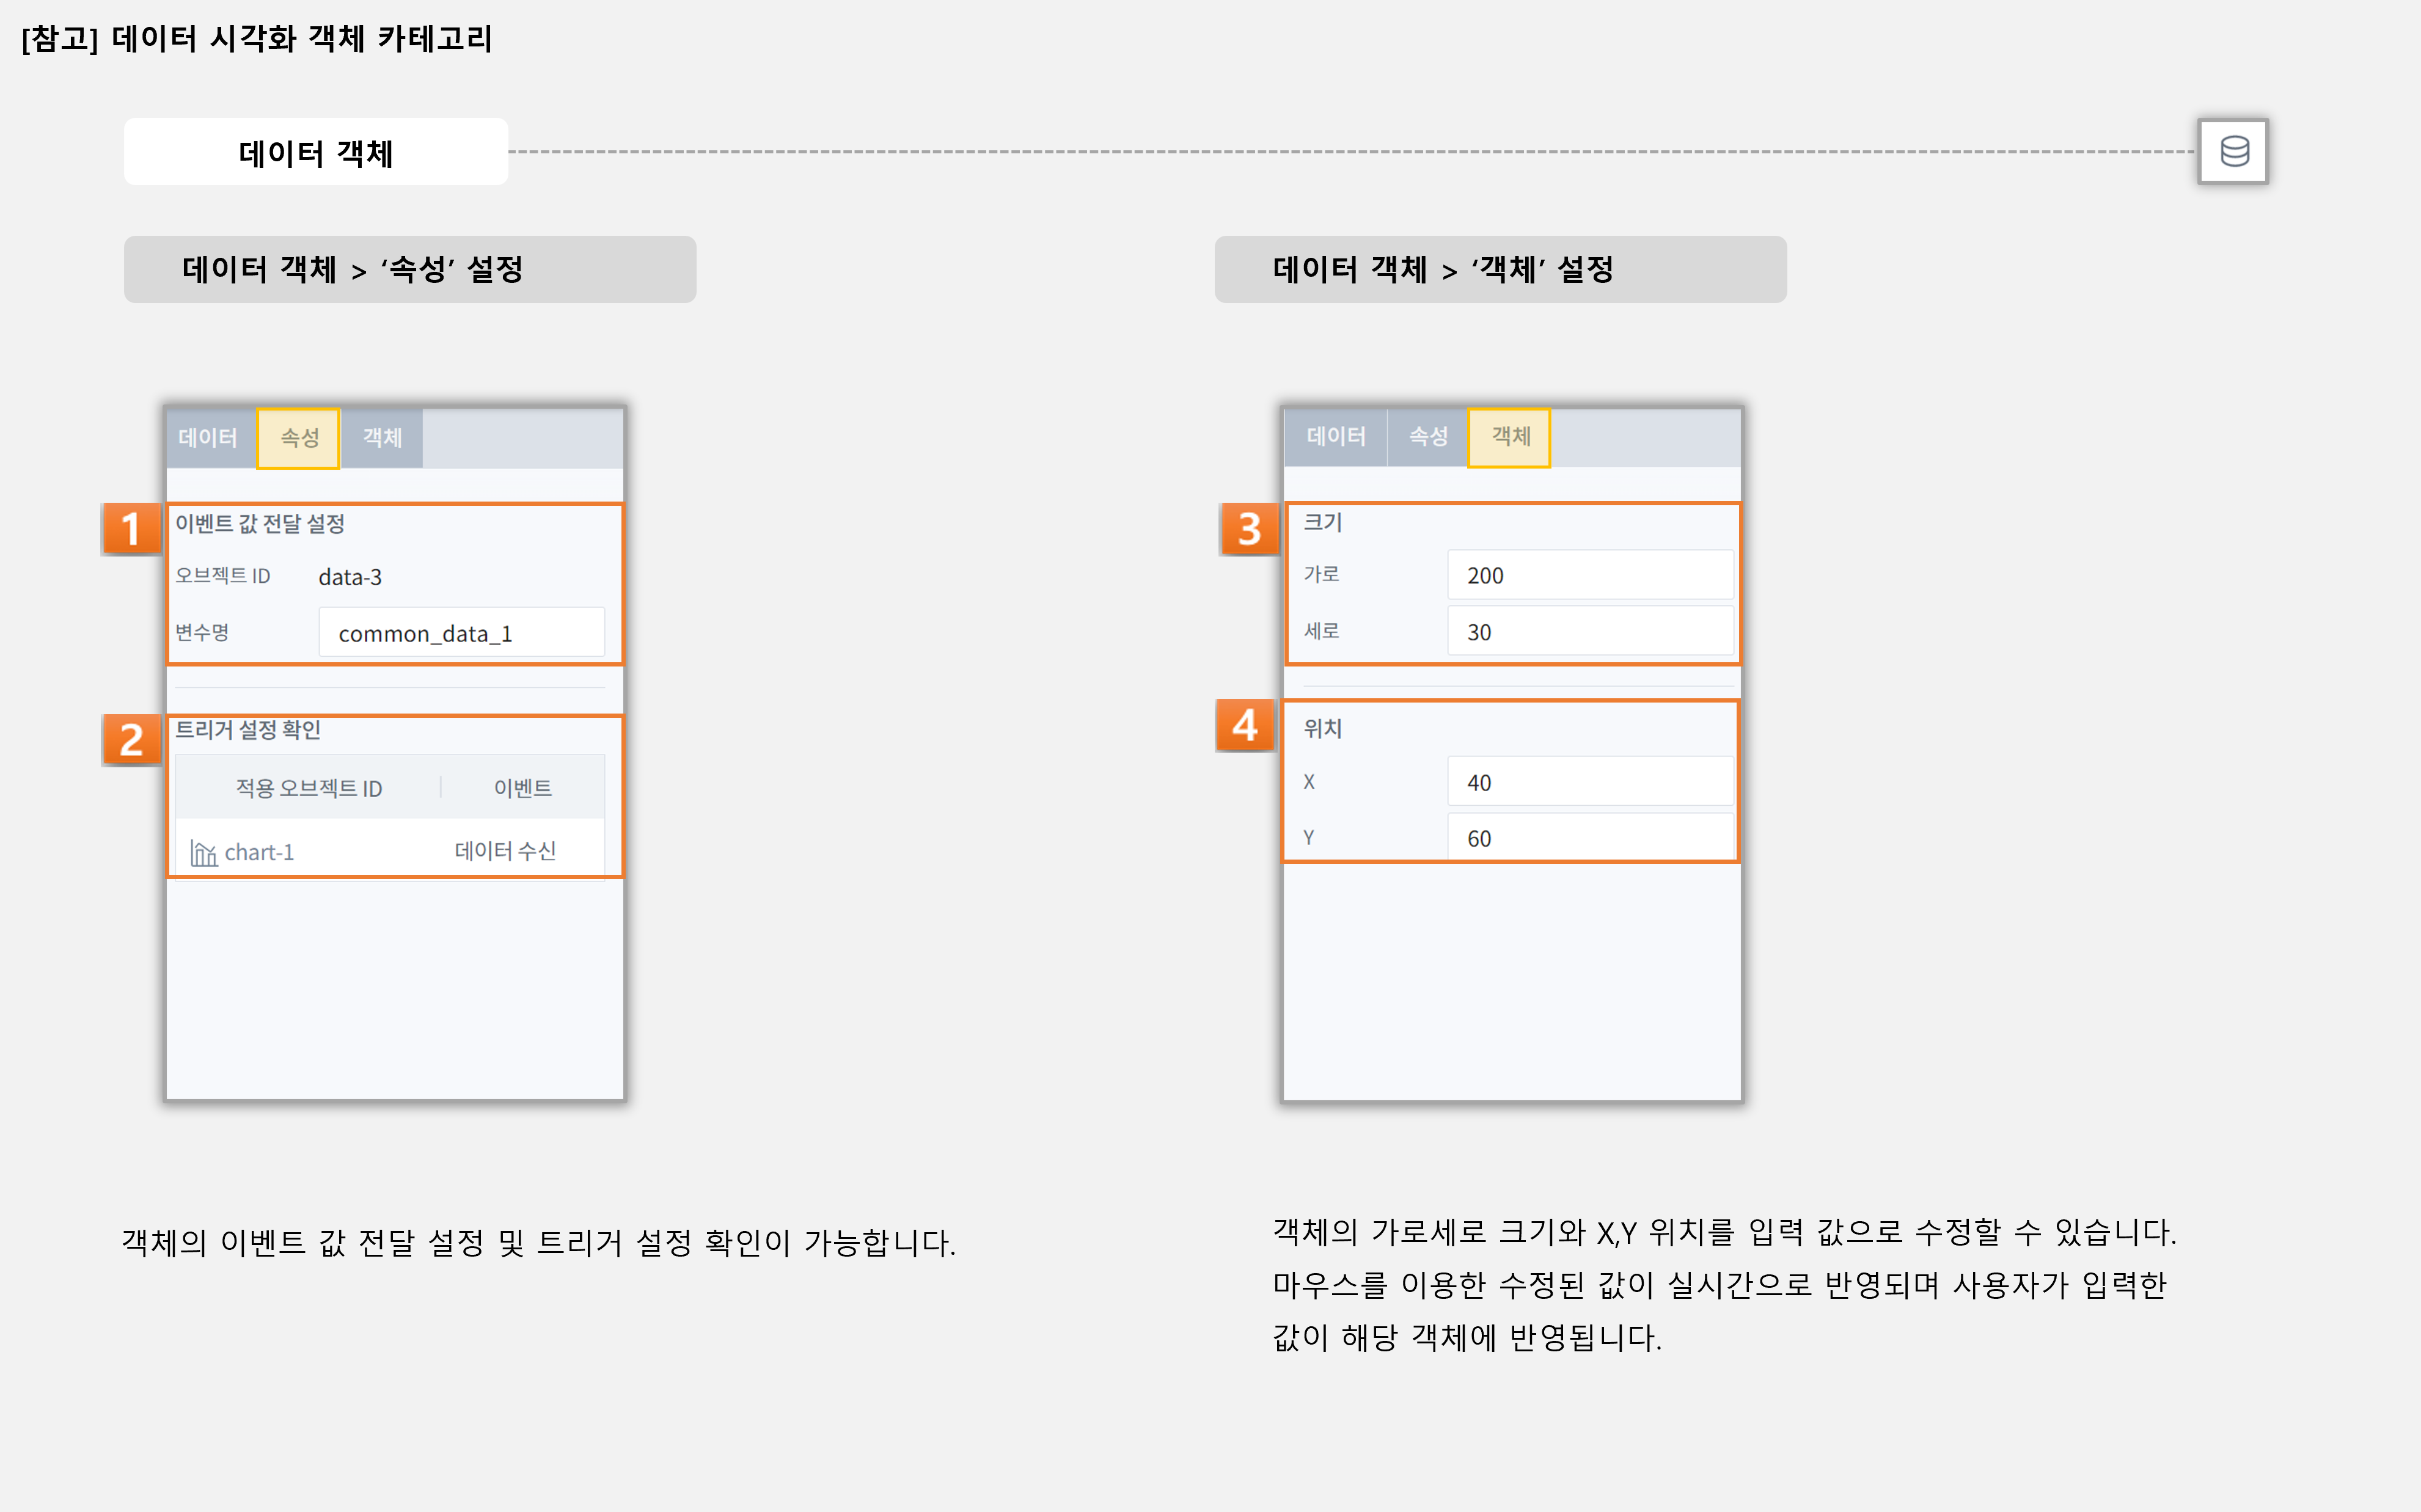 [참고] 데이터 시각화 객체 카테고리
데이터 객체
데이터 객체 > ‘속성’ 설정
데이터 속성 객체
1
이벤트 값 전달 설정
오브젝트 ID data-3
변수명 common_data_1
2
트리거 설정 확인
적용 오브젝트 ID 이벤트
chart-1 데이터 수신
객체의 이벤트 값 전달 설정 및 트리거 설정 확인이 가능합니다.
데이터 객체 > ‘객체’ 설정
데이터 속성 객체
3
크기
가로 200
세로 30
4
위치
X 40
Y 60
객체의 가로세로 크기와 X,Y 위치를 입력 값으로 수정할 수 있습니다.
마우스를 이용한 수정된 값이 실시간으로 반영되며 사용자가 입력한
값이 해당 객체에 반영됩니다.